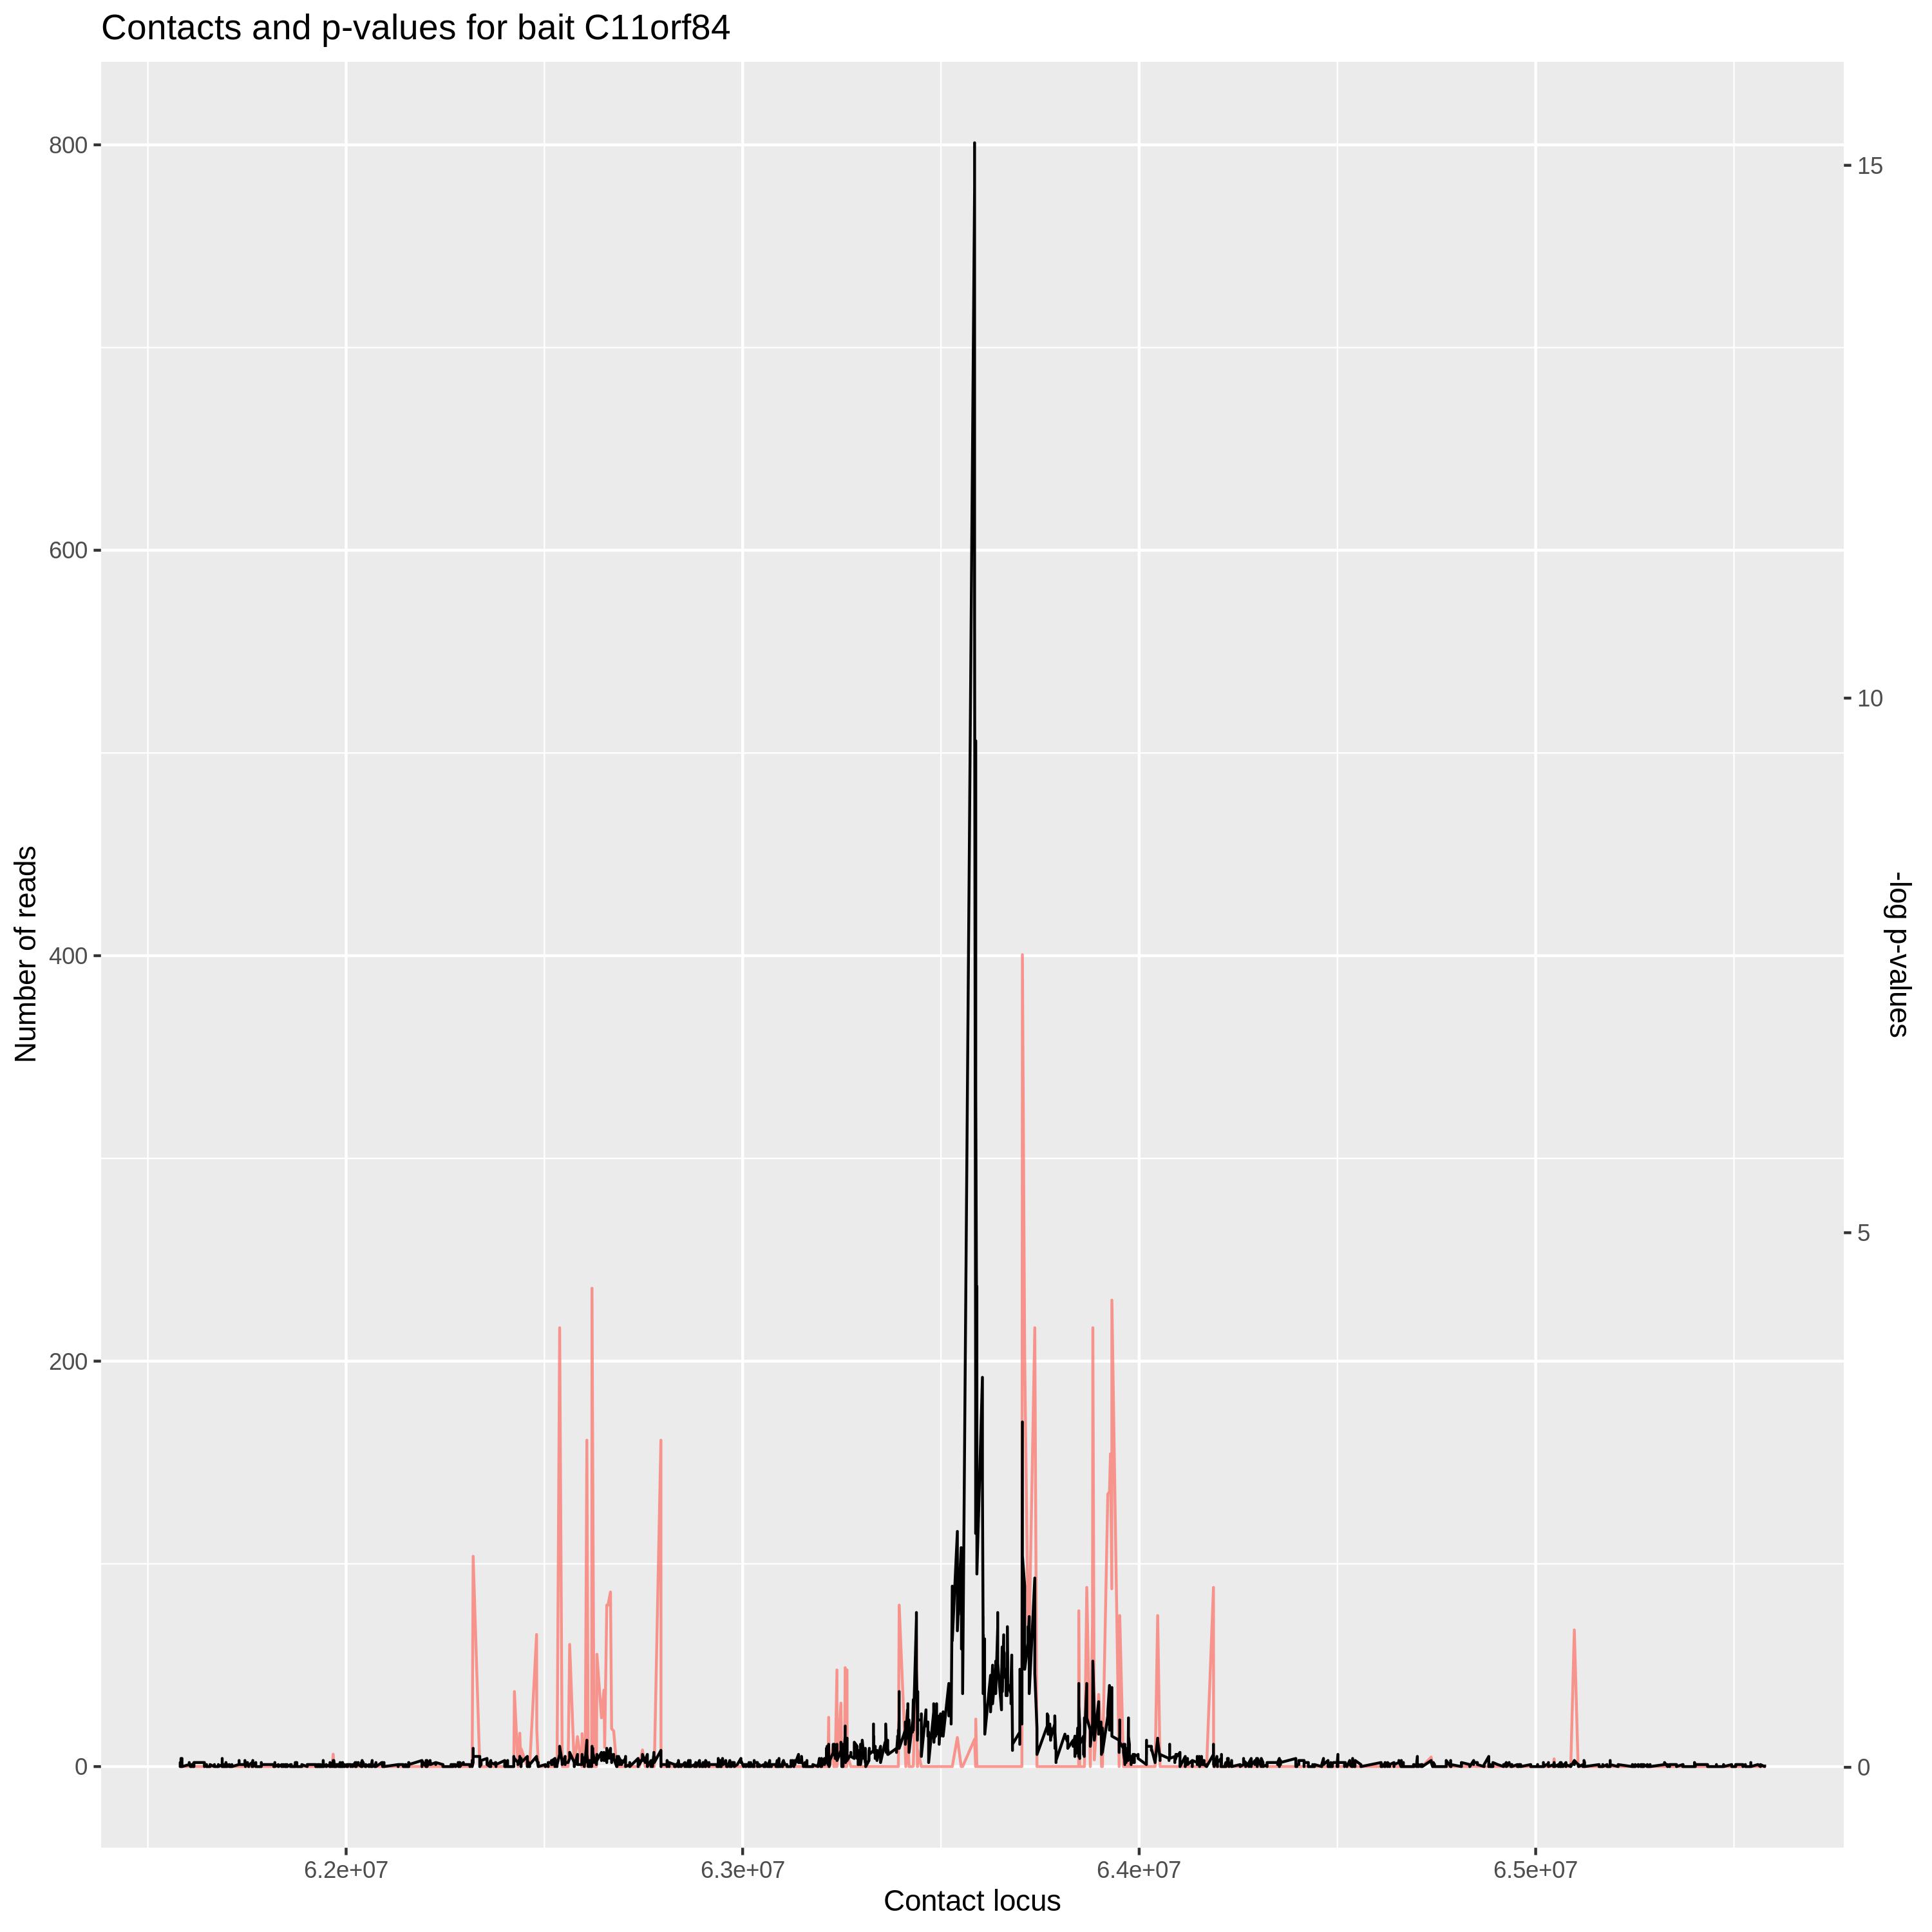 Contacts and p-values for bait C11orf84
800
600
400
200
0
Number of reads
15
10
5
0
-log p-values
6.2e+07
6.3e+07
6.4e+07
6.5e+07
Contact locus